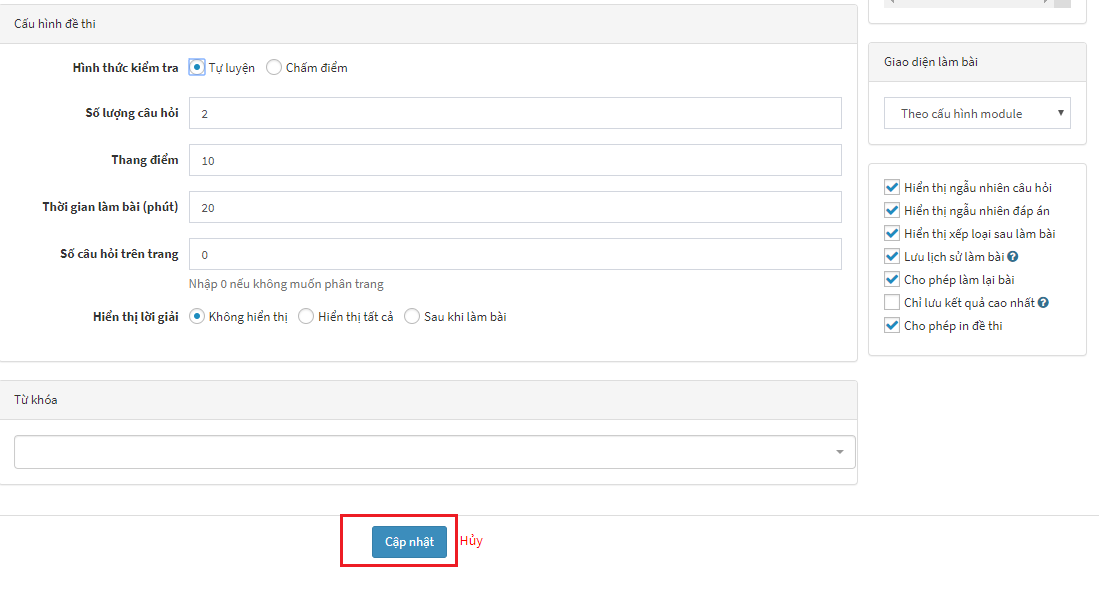 Cấu hình đề thi
Hình thức kiểm tra Tự luyện Chấm điểm
Số lượng câu hỏi 2
Thang điểm 10
Thời gian làm bài (phút) 20
Số câu hỏi trên trang 0
Nhập 0 nếu không muốn phân trang
Hiển thị lời giải Không hiển thị Hiển thị tất cả Sau khi làm bài
Từ khóa
Cập nhật Hủy
Giao diện làm bài
Theo cấu hình module
Hiển thị ngẫu nhiên câu hỏi
Hiển thị ngẫu nhiên đáp án
Hiển thị xếp loại sau làm bài
Lưu lịch sử làm bài
Cho phép làm lại bài
Chỉ lưu kết quả cao nhất
Cho phép in đề thi